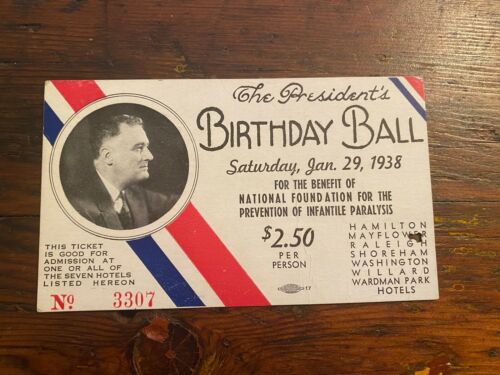 The President's
BIRTHDAY BALL
Saturday, Jan. 29, 1938
FOR THE BENEFIT OF
NATIONAL FOUNDATION FOR THE
PREVENTION OF INFANTILE PARALYSIS
$2.50
PER
PERSON
17
THIS TICKET
IS GOOD FOR
ADMISSION AT
ONE OR ALL OF
THE SEVEN HOTELS
LISTED HEREON
No 3307
HAMILTON
MAYFLOWER
RALEIGH
SHOREHAM
WASHINGTON
WILLARD
WARDMAN PARK
HOTELS